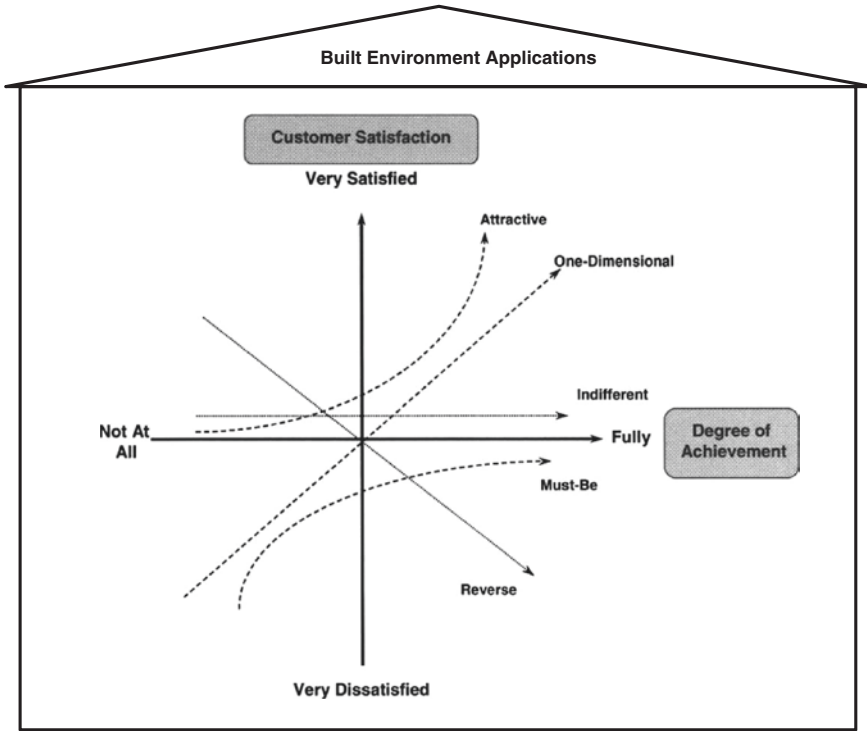 Built Environment Applications
Customer Satisfaction
Very Satisfied
Attractive
One-Dimensional
Indifferent
Not At
All
Fully
Degree of
Achievement
Must-Be
Reverse
Very Dissatisfied